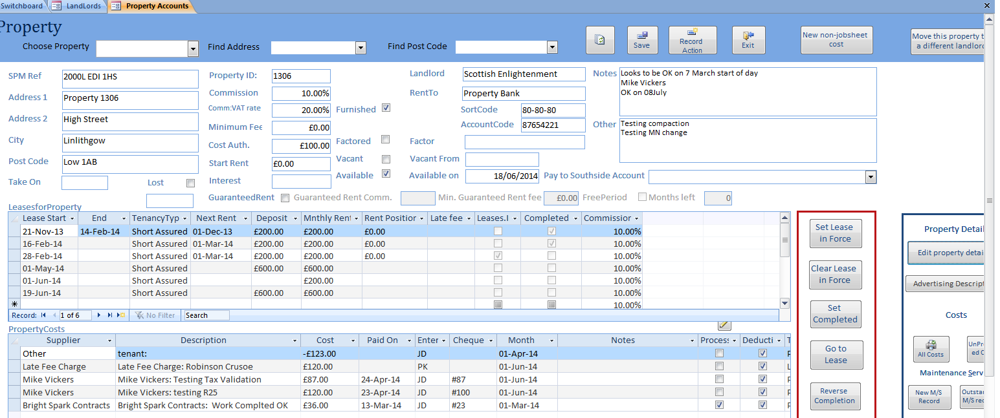 Switchboard LandLords Property Accounts
Property
Choose Property Find Address Find Post Code Save Record Action Exit New non-jobsheet cost Move this property t a different landlord
SPM Ref 2000L EDI 1HS Property ID: 1306 Landlord Scottish Enlightenment Notes Looks to be OK on 7 March start of day
Mike Vickers
OK on 08July
Address 1 Property 1306 Commission 10.00% RentTo Property Bank
Comm:VAT rate 20.00% Furnished SortCode 80-80-80
Address 2 High Street Minimum Fee £0.00 AccountCode 87654221 Other Testing compaction
Testing MN change
City Linlithgow Cost Auth. £100.00 Factored Factor
Post Code Low 1AB Start Rent £0.00 Vacant Vacant From
Take On Lost Interest Available Available on 18/06/2014 Pay to Southside Account
GuaranteedRent Guaranteed Rent Comm. Min. Guaranteed Rent fee £0.00 FreePeriod Months left 0
LeasesforProperty
Lease Start End TenancyTyp Next Rent Deposit Mnthly Rent Rent Position Late fee Leases.I Completed Commission
21-Nov-13 14-Feb-14 Short Assured 01-Dec-13 £200.00 £200.00 £0.00 10.00%
16-Feb-14 Short Assured 01-Mar-14 £200.00 £200.00 £0.00 10.00%
28-Feb-14 Short Assured 01-Mar-14 £200.00 £200.00 £0.00 10.00%
01-May-14 Short Assured £600.00 £600.00 10.00%
01-Jun-14 Short Assured £200.00 10.00%
19-Jun-14 Short Assured £600.00 £600.00 10.00%
10.00%
Record: 1 of 6 No Filter Search
PropertyCosts
Supplier Description Cost Paid On Enter Cheque Month Notes Process Deducti T
Other tenant: -£123.00 JD 01-Apr-14
Late Fee Charge Late Fee Charge: Robinson Crusoe £120.00 PK 01-Jun-14
Mike Vickers Mike Vickers: Testing Tax Validation £87.00 24-Apr-14 JD #87 01-Jun-14
Mike Vickers Mike Vickers: testing R25 £120.00 23-Apr-14 JD #100 01-Jun-14
Bright Spark Contracts Bright Spark Contracts: Work Complted OK £36.00 13-Mar-14 JD #23 01-Mar-14
Set Lease
in Force
Clear Lease
in Force
Set
Completed
Go to
Lease
Reverse
Completion
Property Detail
Edit property detai
Advertising Descript
Costs
All Costs UnPr
ed C
Maintenance Serv
New M/S
Record
Outstar
M/S rec